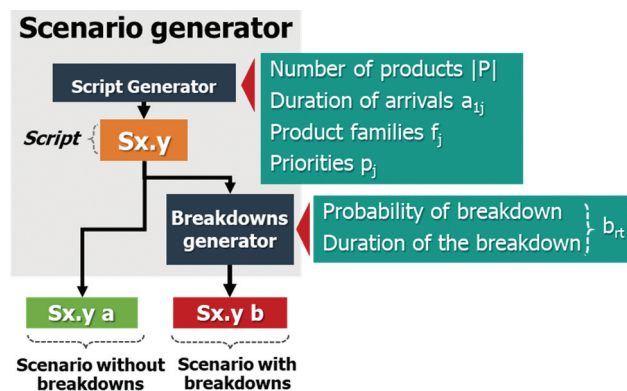 Scenario generator
Script Generator
Number of products |P|
Duration of arrivals a1j
Product families fj
Priorities pj
Script
Sx.y
Breakdowns
generator
Probability of breakdown
Duration of the breakdown
brt
Sx.y a
Sx.y b
Scenario without
breakdowns
Scenario with
breakdowns